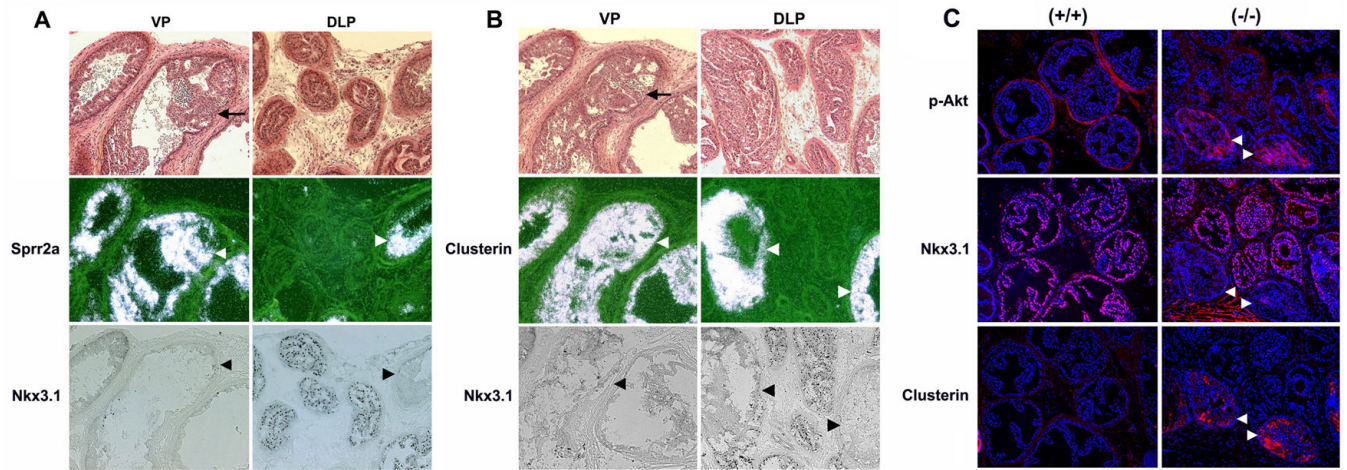 A
VP DLP
Sprr2a
Nkx3.1
B
VP DLP
Clusterin
Nkx3.1
C
(+/+) (-/-)
p-Akt
Nkx3.1
Clusterin